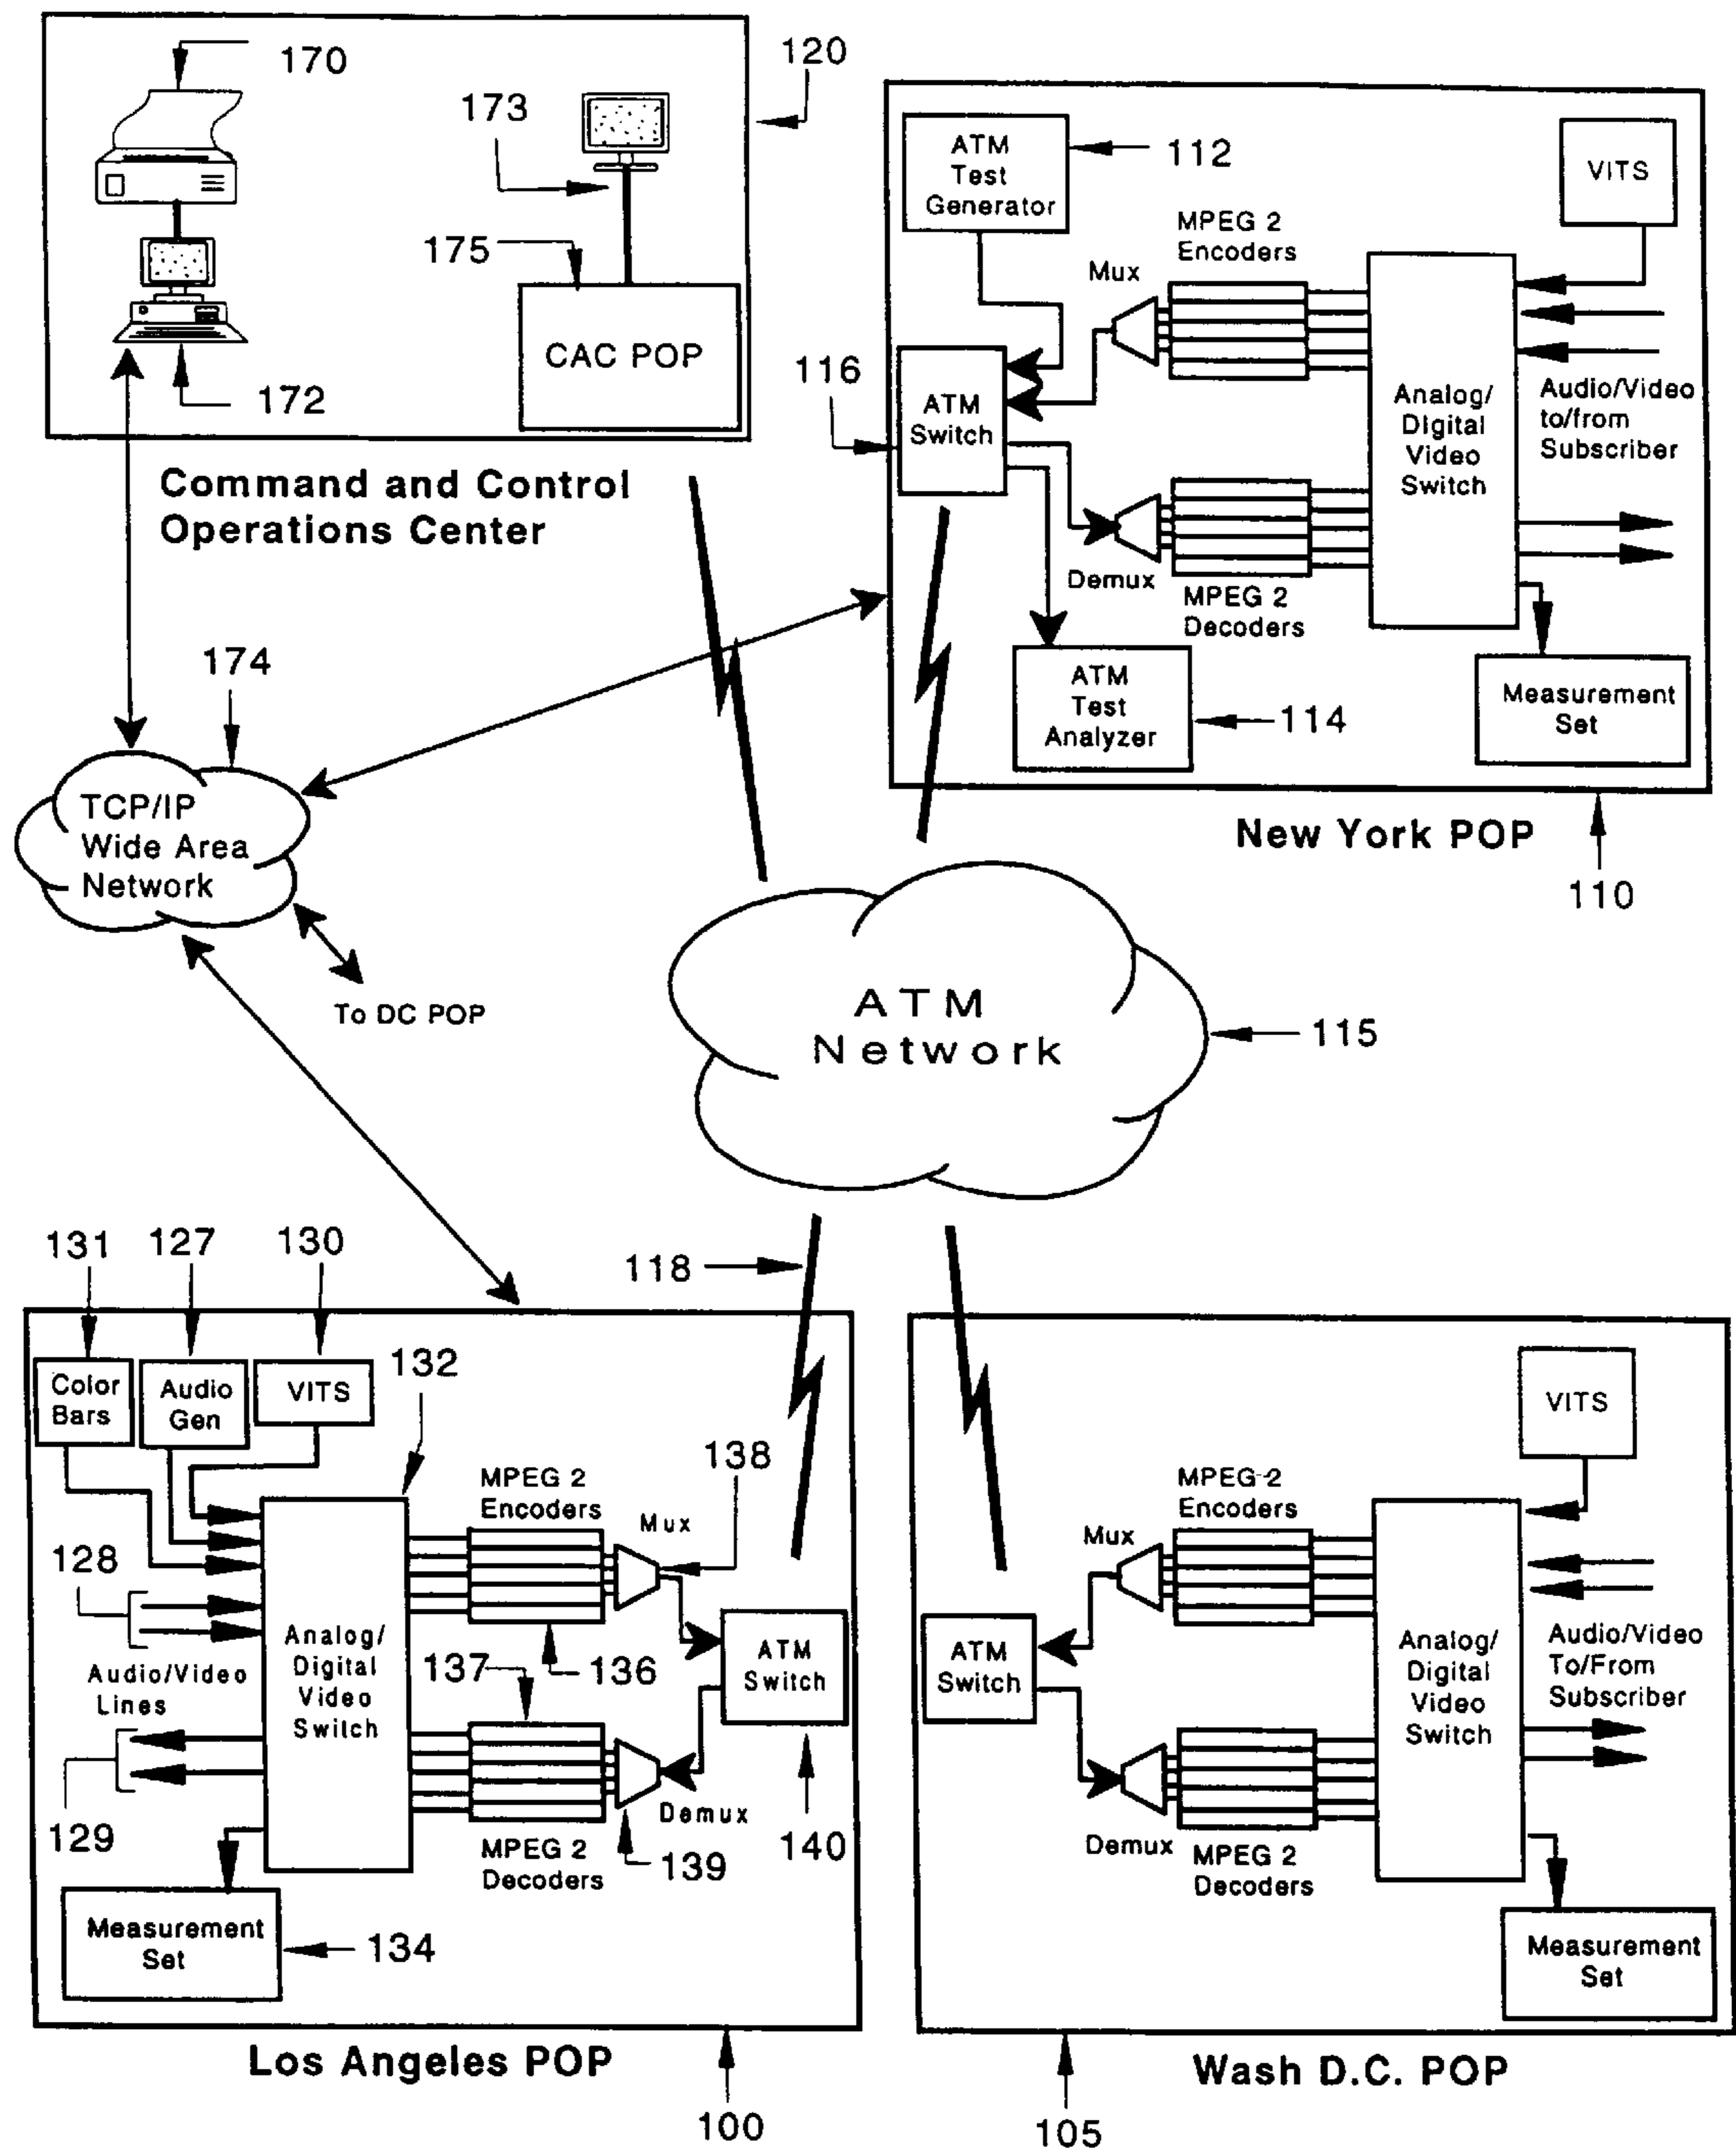 170
173
120
175
CAC POP
172
Command and Control
Operations Center
ATM
Test
Generator
112
VITS
MPEG 2
Encoders
Mux
116
ATM
Switch
Analog/
Digital
Video
Switch
Audio/Video
to/from
Subscriber
Demux
MPEG 2
Decoders
ATM
Test
Analyzer
114
Measurement
Set
New York POP
110
174
TCP/IP
Wide Area
Network
To DC POP
ATM
Network
115
118
131
127
130
Color
Bars
Audio
Gen
VITS
132
MPEG 2
Encoders
138
Mux
128
Analog/
Digital
Video
Switch
137
136
ATM
Switch
Audio/Video
Lines
129
Demux
MPEG 2
Decoders
139
140
Measurement
Set
134
Los Angeles POP
100
VITS
MPEG-2
Encoders
Mux
ATM
Switch
Analog/
Digital
Video
Switch
Audio/Video
To/From
Subscriber
Demux
MPEG 2
Decoders
Measurement
Set
Wash D.C. POP
105